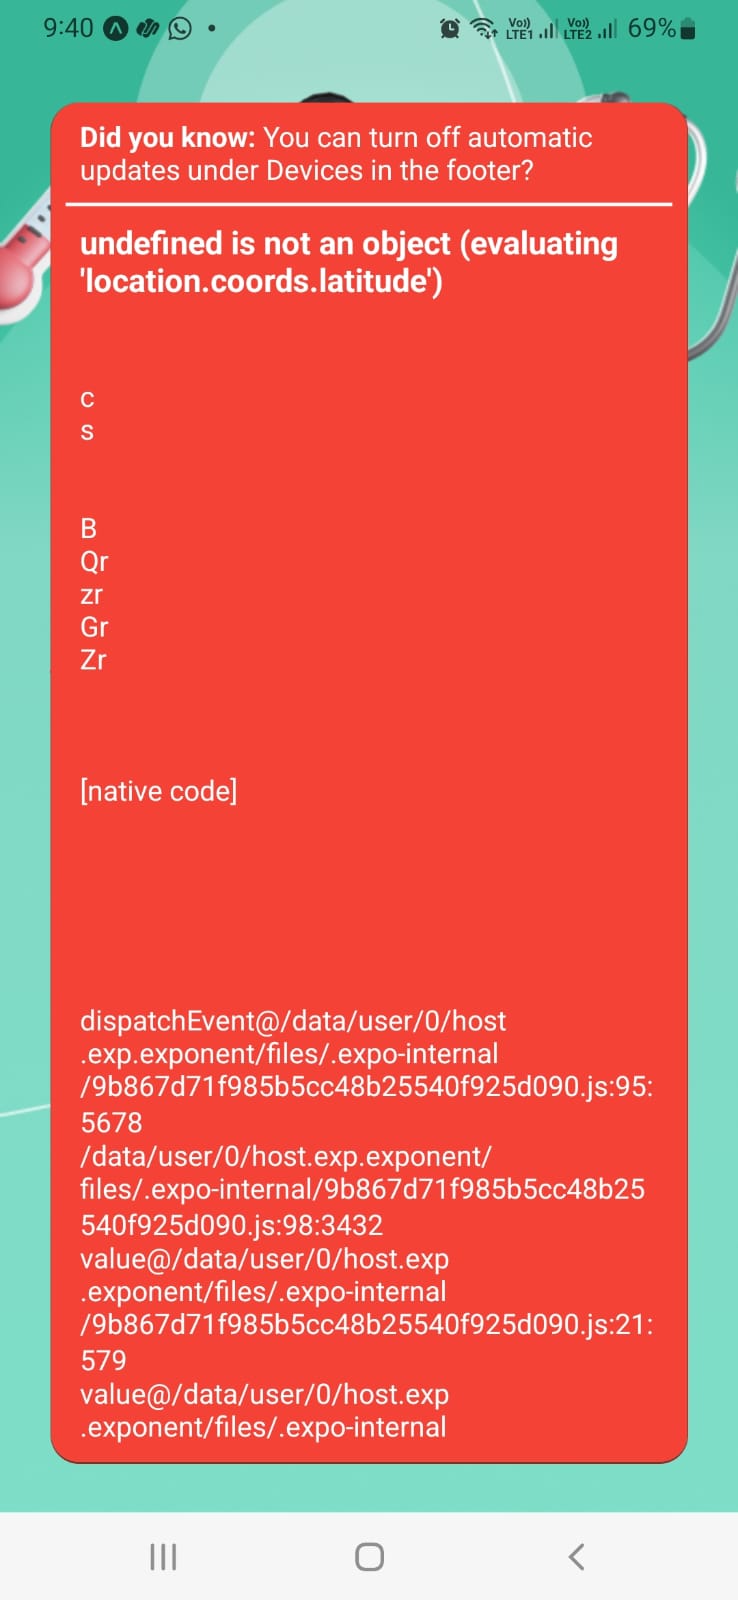 9:40
Vo)) LTE1 Vo)) LTE2 69%
Did you know: You can turn off automatic
updates under Devices in the footer?
undefined is not an object (evaluating
'location.coords.latitude')
c
s
B
Qr
zr
Gr
Zr
[native code]
dispatchEvent@/data/user/0/host
.exp.exponent/files/.expo-internal
/9b867d71f985b5cc48b25540f925d090.js:95:
5678
/data/user/0/host.exp.exponent/
files/.expo-internal/9b867d71f985b5cc48b25
540f925d090.js:98:3432
value@/data/user/0/host.exp
.exponent/files/.expo-internal
/9b867d71f985b5cc48b25540f925d090.js:21:
579
value@/data/user/0/host.exp
.exponent/files/.expo-internal